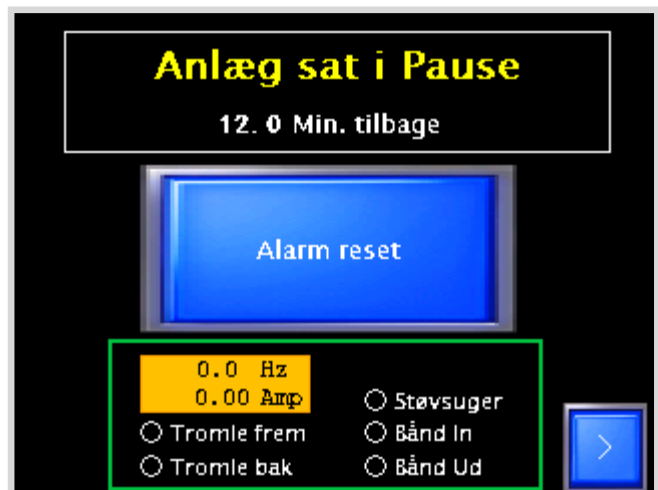 Anlæg sat i Pause
12. 0 Min. tilbage
Alarm reset
0.0 Hz
0.00 Amp
Støvsuger
Tromle frem
Bånd In
Tromle bak
Bånd Ud
>